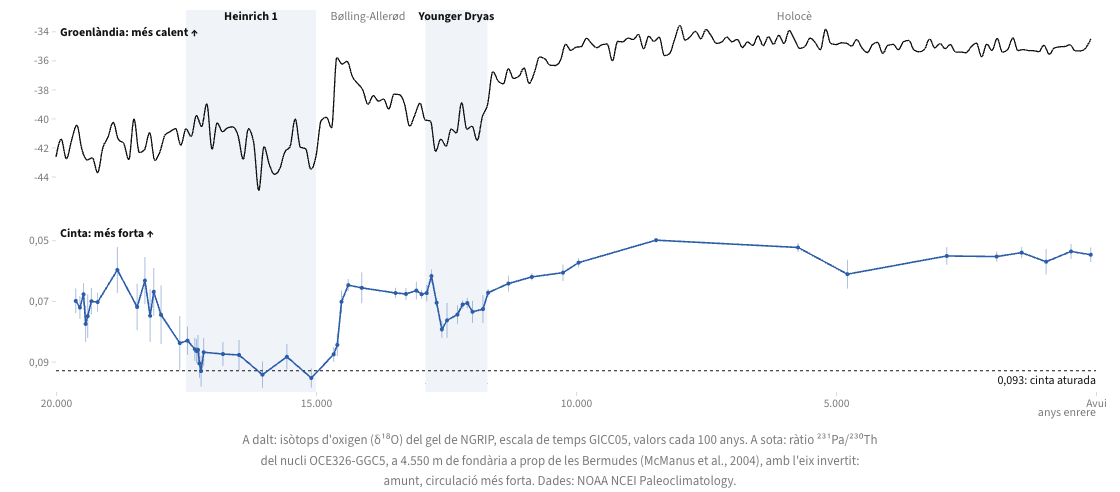 Heinrich 1
Bølling-Allerød
Younger Dryas
Holocè
Groenlàndia: més calent ↑
-34
-36
-38
-40
-42
-44
Cinta: més forta ↑
0,05
0,07
0,09
0,093: cinta aturada
20.000
15.000
10.000
5.000
Avui
anys enrere
A dalt: isòtops d'oxigen (δ¹⁸O) del gel de NGRIP, escala de temps GICC05, valors cada 100 anys. A sota: ràtio ²³¹Pa/²³⁰Th
del nucli OCE326-GGC5, a 4.550 m de fondària a prop de les Bermudes (McManus et al., 2004), amb l'eix invertit:
amunt, circulació més forta. Dades: NOAA NCEI Paleoclimatology.